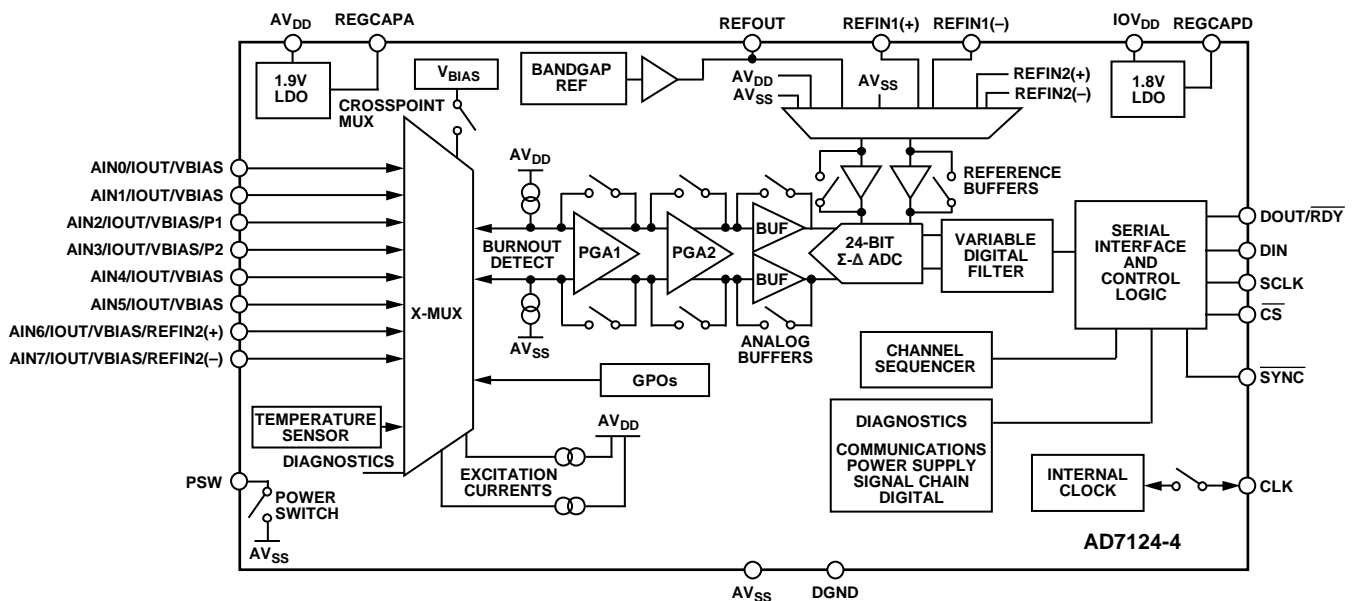 AVDD
REGCAPA
REFOUT
REFIN1(+)
REFIN1(–)
IOVDD
REGCAPD
1.9V
LDO
VBIAS
CROSSPOINT
MUX
BANDGAP
REF
AVDD
AVSS
AVSS
REFIN2(+)
REFIN2(–)
1.8V
LDO
AIN0/IOUT/VBIAS
AIN1/IOUT/VBIAS
AIN2/IOUT/VBIAS/P1
AIN3/IOUT/VBIAS/P2
AIN4/IOUT/VBIAS
AIN5/IOUT/VBIAS
AIN6/IOUT/VBIAS/REFIN2(+)
AIN7/IOUT/VBIAS/REFIN2(–)
X-MUX
AVDD
BURNOUT
DETECT
AVSS
PGA1
PGA2
BUF
BUF
ANALOG
BUFFERS
REFERENCE
BUFFERS
24-BIT
Σ-Δ ADC
VARIABLE
DIGITAL
FILTER
SERIAL
INTERFACE
AND
CONTROL
LOGIC
DOUT/RDY
DIN
SCLK
CS
SYNC
GPOs
CHANNEL
SEQUENCER
TEMPERATURE
SENSOR
DIAGNOSTICS
AVDD
EXCITATION
CURRENTS
DIAGNOSTICS
COMMUNICATIONS
POWER SUPPLY
SIGNAL CHAIN
DIGITAL
INTERNAL
CLOCK
CLK
PSW
POWER
SWITCH
AVSS
AD7124-4
AVSS
DGND